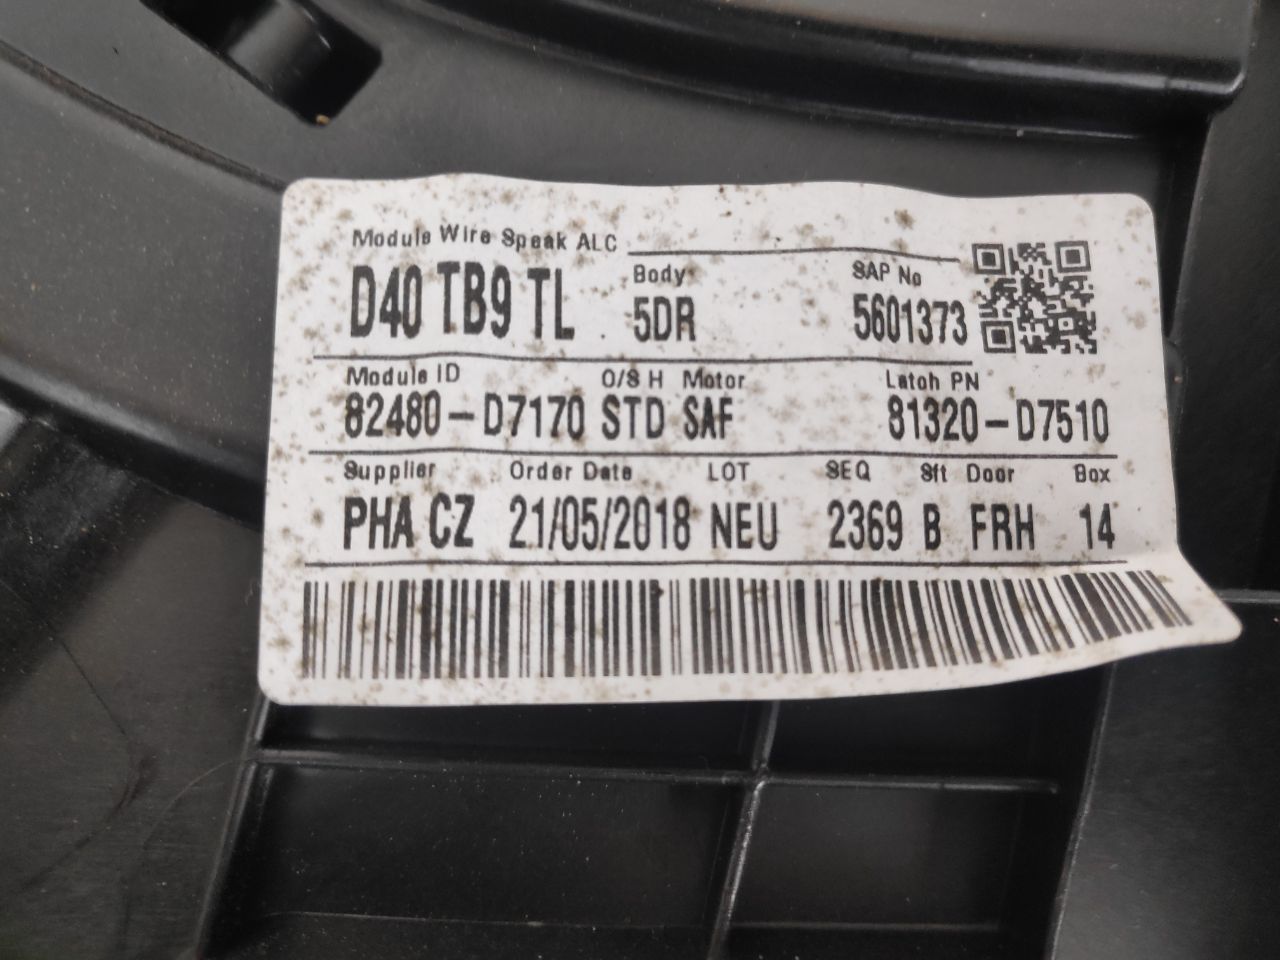 Module Wire Speak ALC
D40 TB9 TL
Body
5DR
SAP No
5601373
Module ID O/S H Motor Latch PN
82480-D7170 STD SAF 81320-D7510
Supplier Order Date LOT SEQ Sft Door Box
PHA CZ 21/05/2018 NEU 2369 B FRH 14